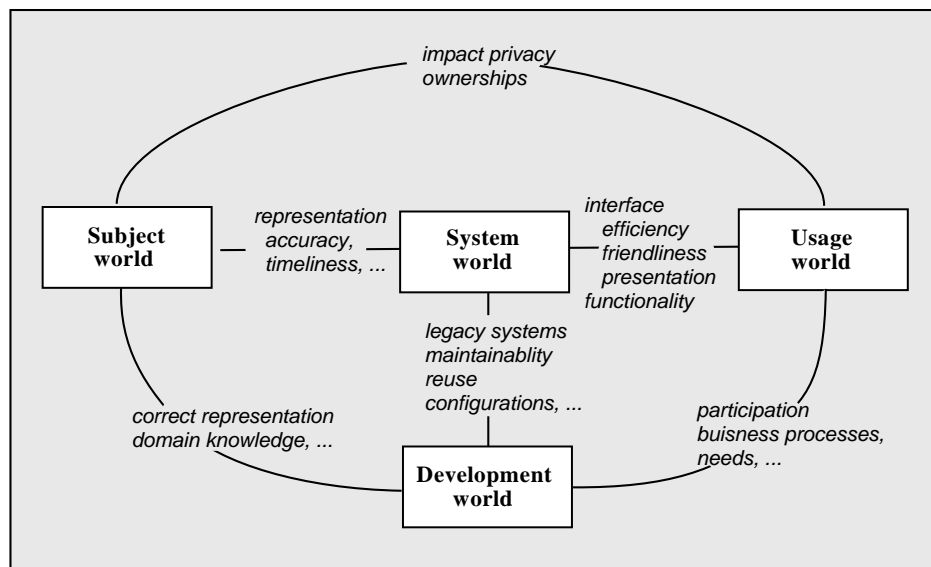 impact privacy
ownerships
Subject
world
representation
accuracy,
timeliness, ...
System
world
interface
efficiency
friendliness
presentation
functionality
Usage
world
legacy systems
maintainablity
reuse
configurations, ...
correct representation
domain knowledge, ...
participation
buisness processes,
needs, ...
Development
world